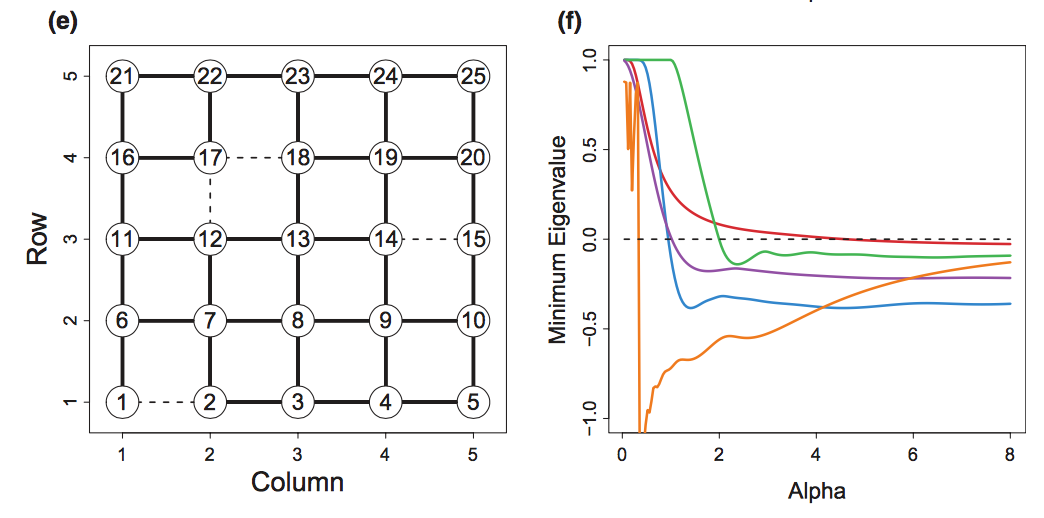 (e)
Row
5
4
3
2
1
21 22 23 24 25
16 17 18 19 20
11 12 13 14 15
6 7 8 9 10
1 2 3 4 5
1 2 3 4 5
Column
(f)
Minimum Eigenvalue
1.0
0.5
0.0
−0.5
−1.0
0 2 4 6 8
Alpha